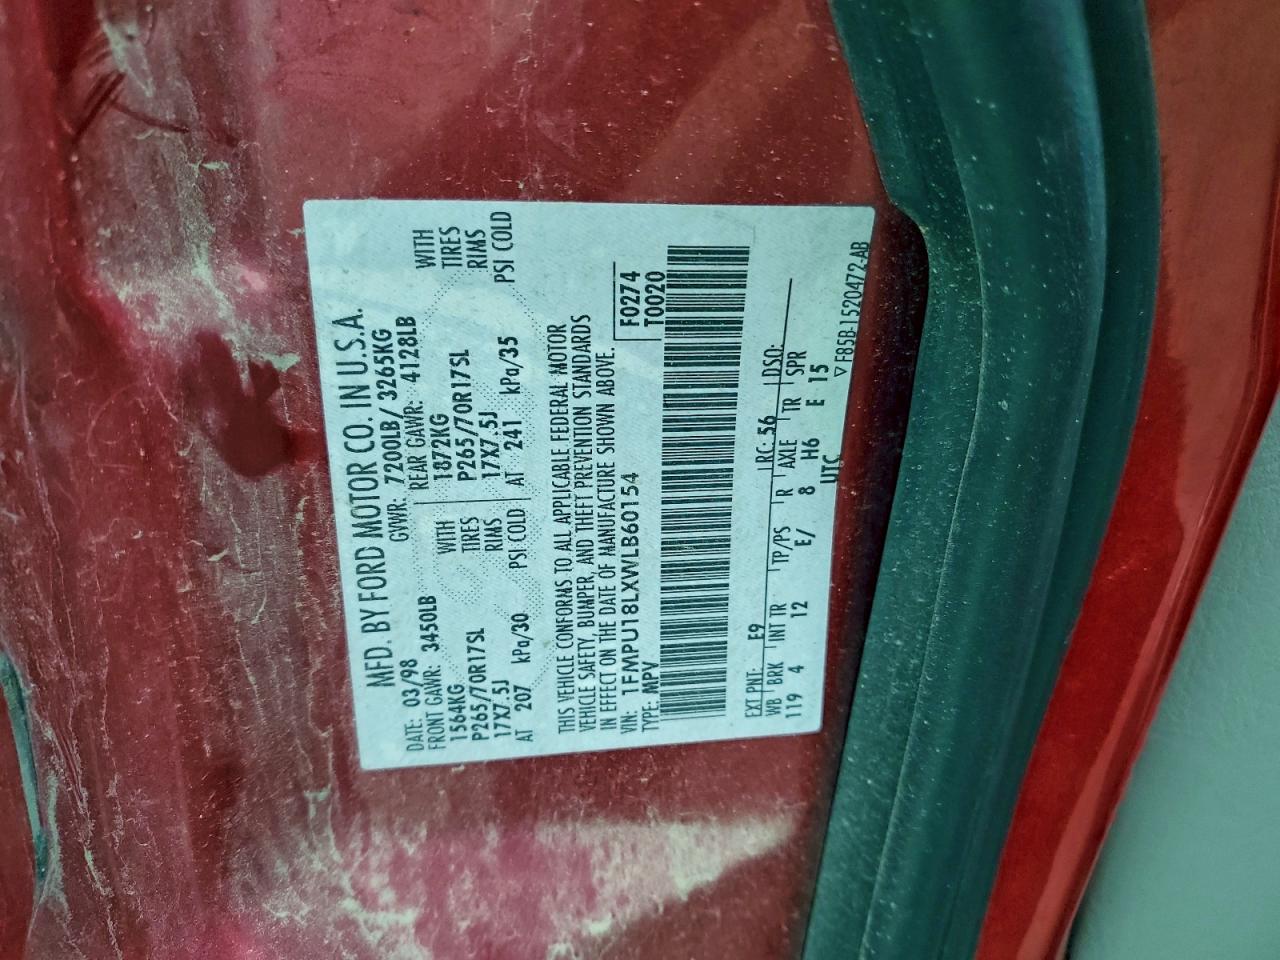 MFD. BY FORD MOTOR CO. IN U.S.A.
DATE: 03/98 GVWR: 7200LB/ 3265KG
FRONT GAWR: 3450LB REAR GAWR: 4128LB
1564KG WITH 1872KG WITH
P265/70R17SL TIRES P265/70R17SL TIRES
17X7.5J RIMS 17X7.5J RIMS
AT 207 kPa/30 PSI COLD AT 241 kPa/35 PSI COLD
THIS VEHICLE CONFORMS TO ALL APPLICABLE FEDERAL MOTOR
VEHICLE SAFETY, BUMPER, AND THEFT PREVENTION STANDARDS
IN EFFECT ON THE DATE OF MANUFACTURE SHOWN ABOVE.
VIN: 1FMPU18LXWLB60154 F0274
TYPE: MPV T0020
EXT PNT: E9 RC: 56 DSO:
WB BRK INT TR TP/PS R AXLE TR SPR
119 4 12 E/ 8 H6 E 15
UTC
▽ F85B-1520472-AB